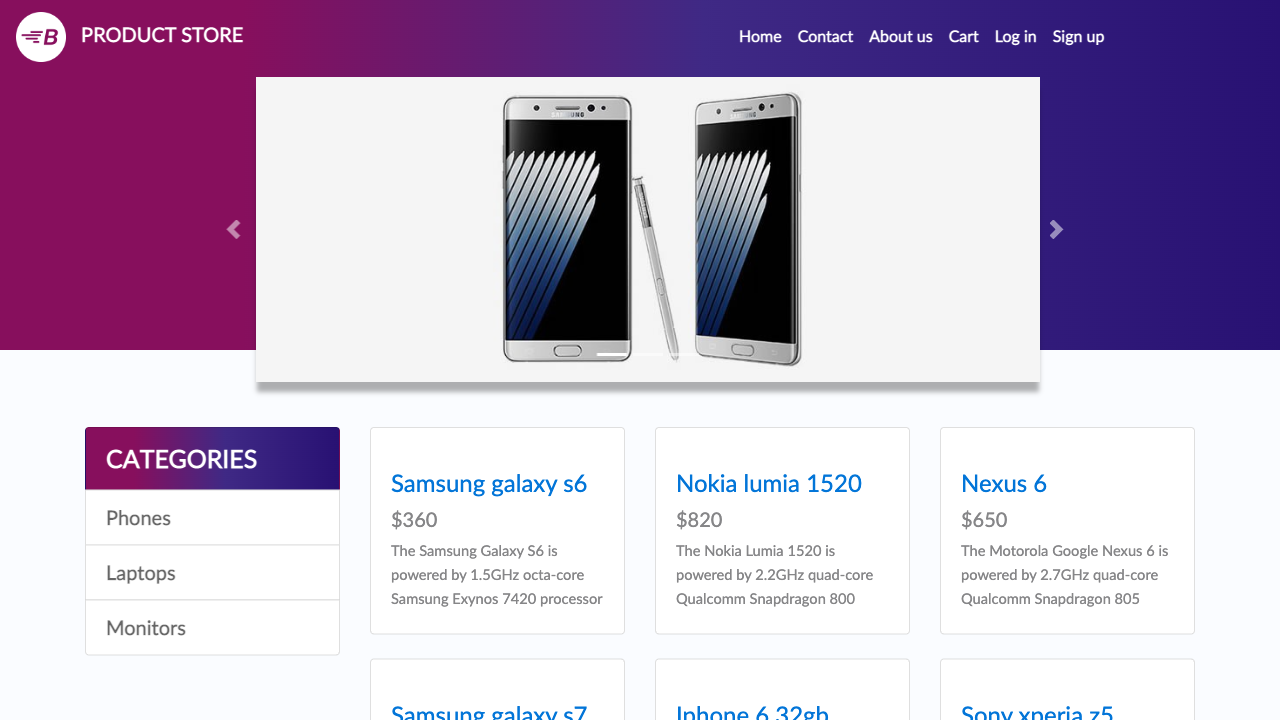 B PRODUCT STORE Home Contact About us Cart Log in Sign up
SAMSUNG SAMSUNG
CATEGORIES
Phones
Laptops
Monitors
Samsung galaxy s6
$360
The Samsung Galaxy S6 is
powered by 1.5GHz octa-core
Samsung Exynos 7420 processor
Nokia lumia 1520
$820
The Nokia Lumia 1520 is
powered by 2.2GHz quad-core
Qualcomm Snapdragon 800
Nexus 6
$650
The Motorola Google Nexus 6 is
powered by 2.7GHz quad-core
Qualcomm Snapdragon 805
Samsung galaxy s7
Iphone 6 32gb
Sony xperia z5